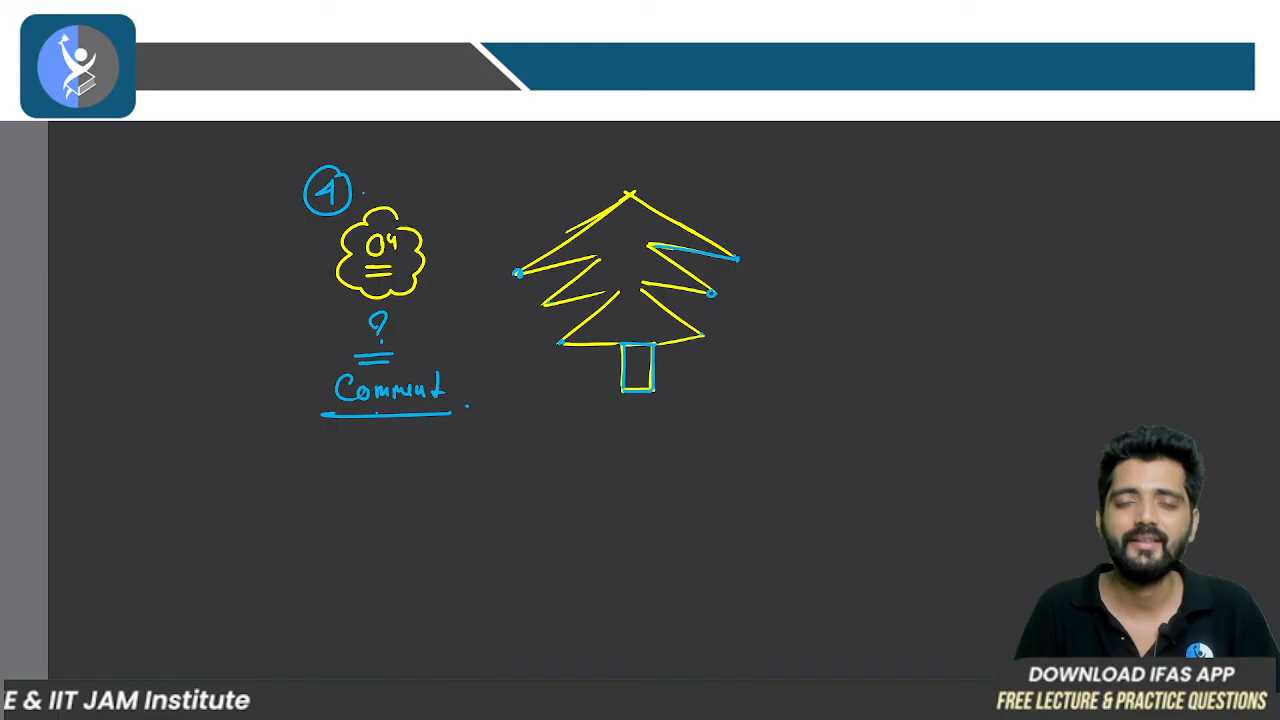 4
04
?
Comment
DOWNLOAD IFAS APP
E & IIT JAM Institute
FREE LECTURE & PRACTICE QUESTIONS